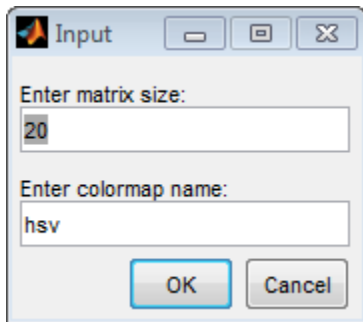 Input
Enter matrix size:
20
Enter colormap name:
hsv
OK Cancel